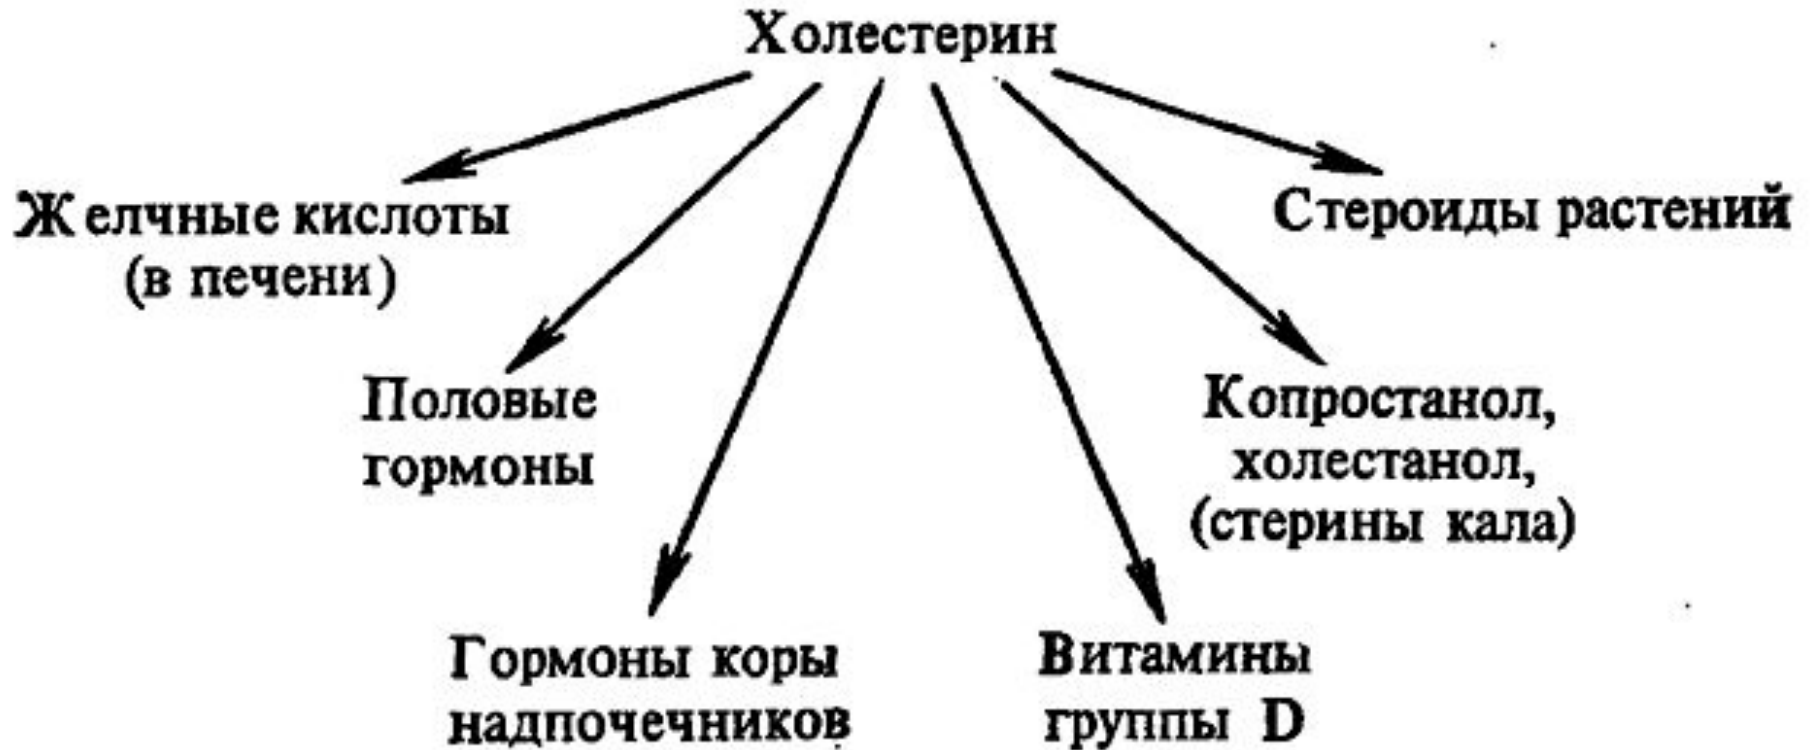 Холестерин
Желчные кислоты
(в печени)
Стероиды растений
Половые
гормоны
Копростанол,
холестанол,
(стерины кала)
Гормоны коры
надпочечников
Витамины
группы D